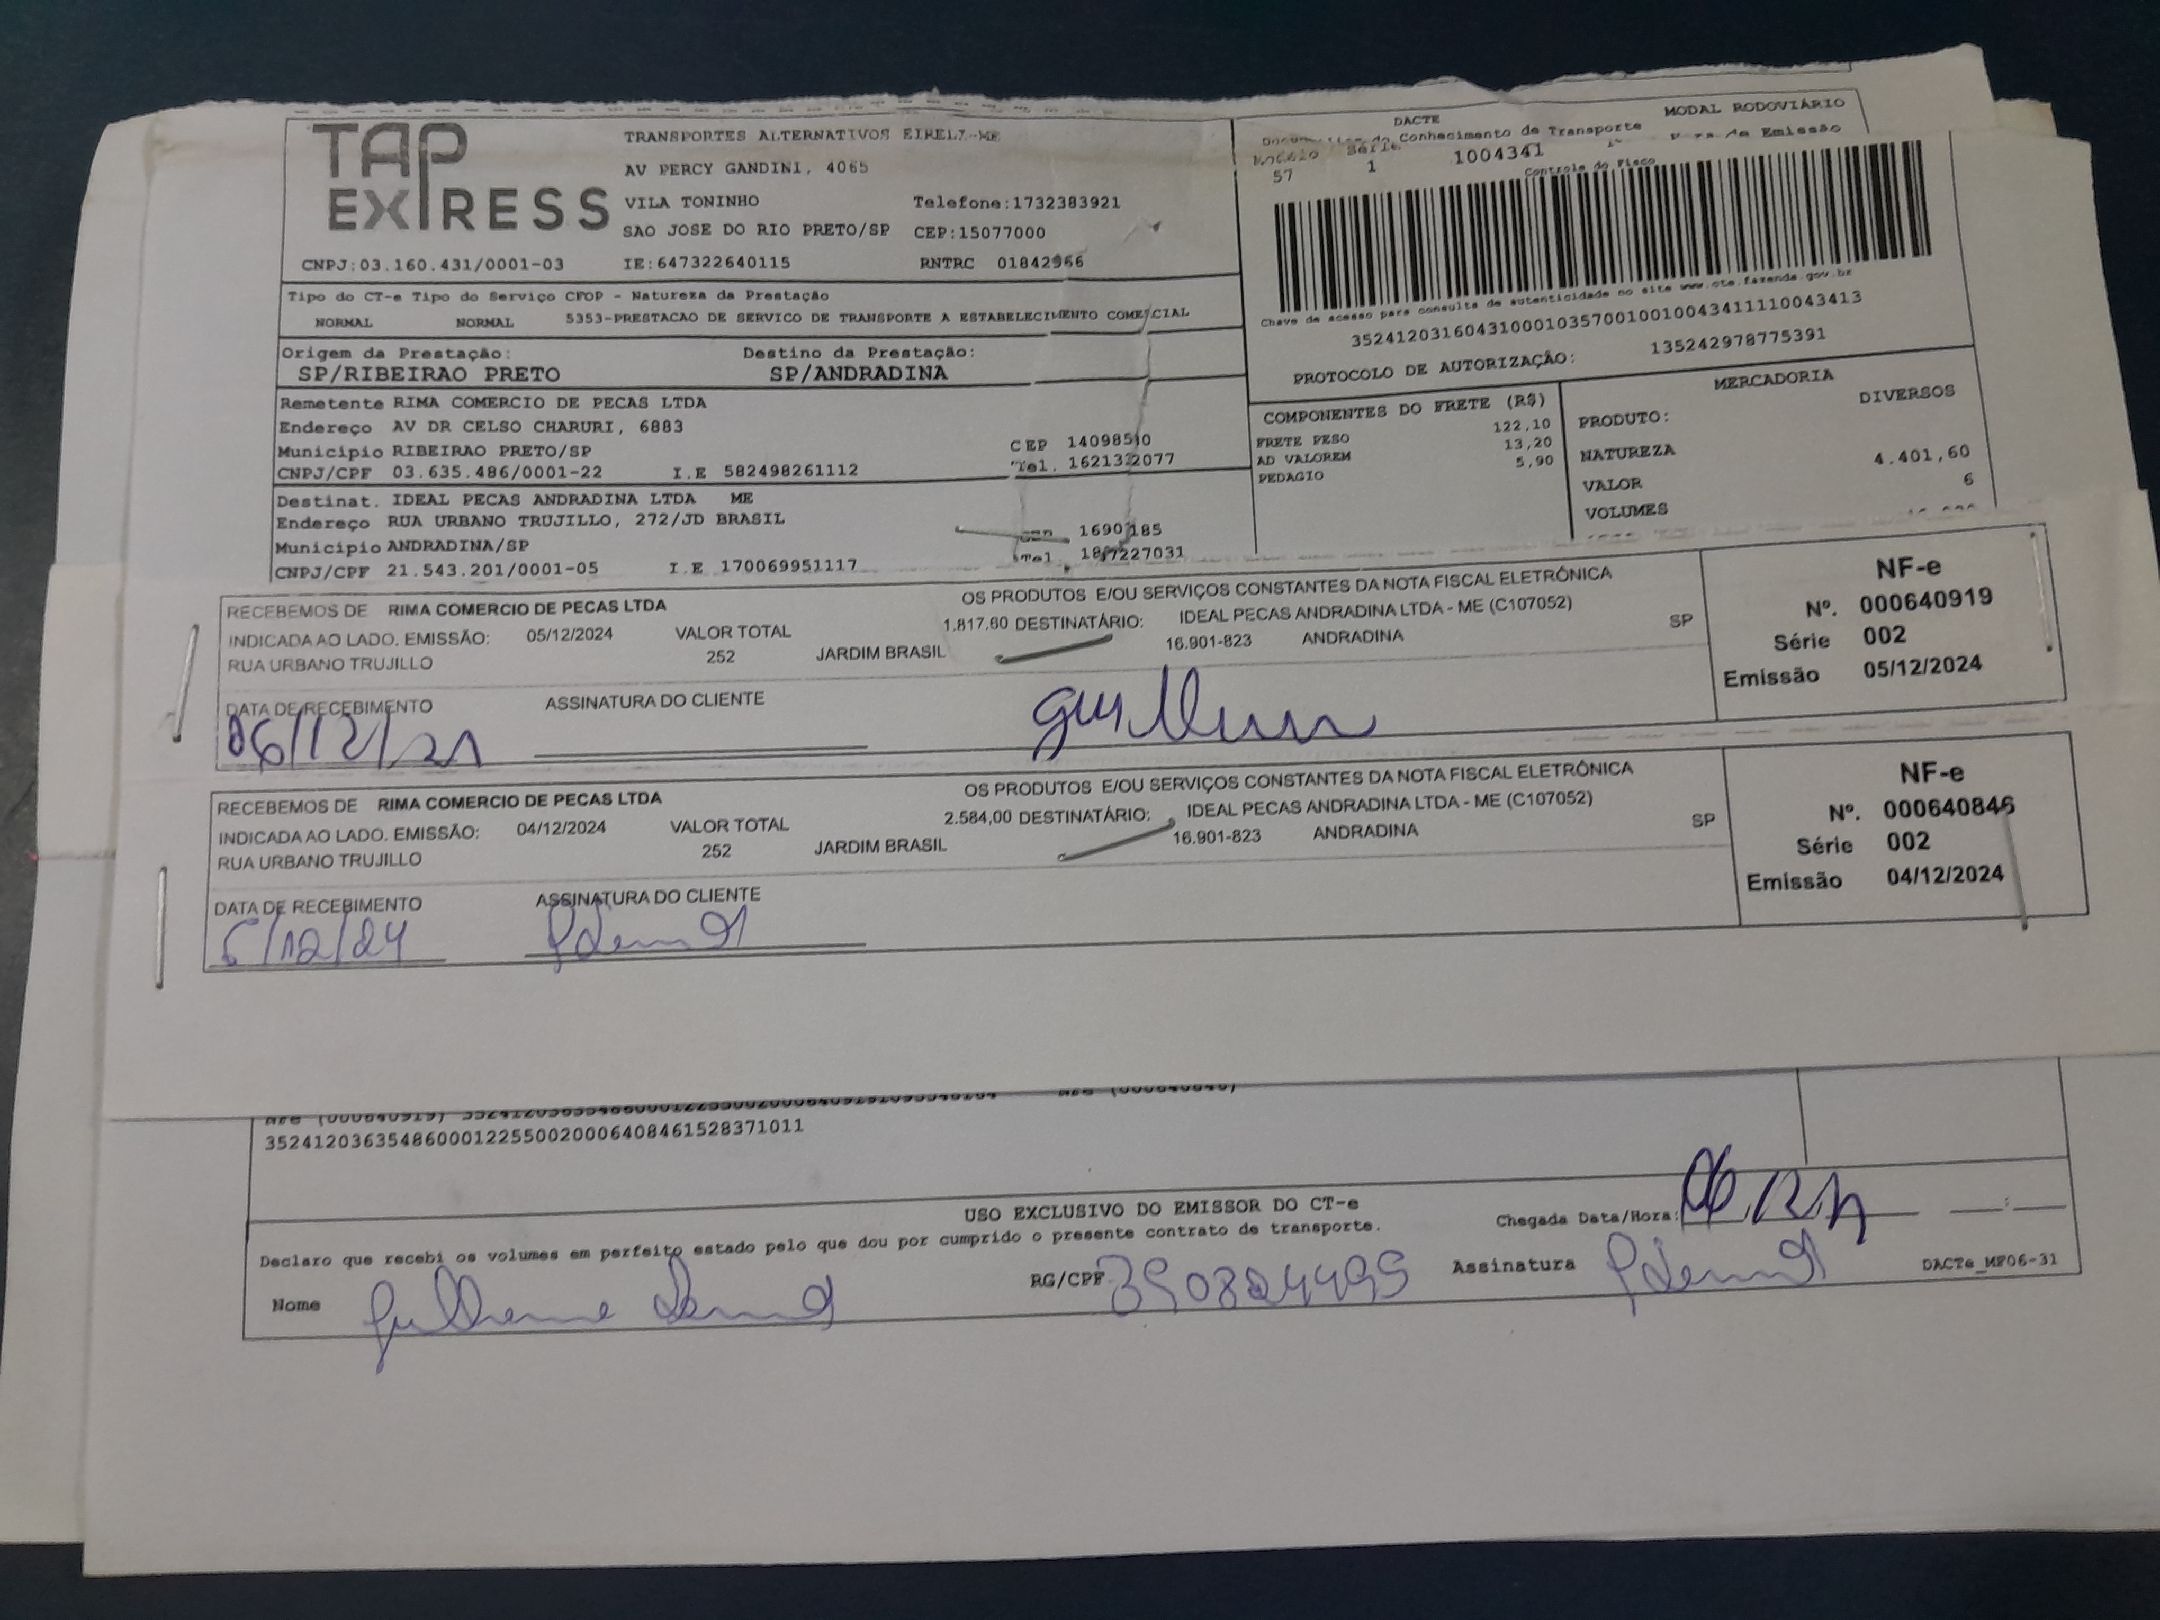 TAP EXPRESS
TRANSPORTES ALTERNATIVOS EIRELI-ME
AV PERCY GANDINI, 4065
VILA TONINHO Telefone:1732383921
SAO JOSE DO RIO PRETO/SP CEP:15077000
CNPJ:03.160.431/0001-03 IE:647322640115 RNTRC 01842966
DACTE MODAL RODOVIÁRIO
do Conhecimento de Transporte
Série de Emissão
57 1 1004341
Controle do Fisco
Chave de acesso para consulta de autenticidade no site www.cte.fazenda.gov.br
35241203160431000103570010010043411110043413
PROTOCOLO DE AUTORIZAÇÃO: 135242978775391
Tipo do CT-e Tipo do Serviço CFOP - Natureza da Prestação
NORMAL NORMAL 5353-PRESTACAO DE SERVICO DE TRANSPORTE A ESTABELECIMENTO COMERCIAL
Origem da Prestação: Destino da Prestação:
SP/RIBEIRAO PRETO SP/ANDRADINA
Remetente RIMA COMERCIO DE PECAS LTDA
Endereço AV DR CELSO CHARURI, 6883
Município RIBEIRAO PRETO/SP CEP 14098510
CNPJ/CPF 03.635.486/0001-22 I.E 582498261112 Tel. 1621322077
Destinat. IDEAL PECAS ANDRADINA LTDA ME
Endereço RUA URBANO TRUJILLO, 272/JD BRASIL
Município ANDRADINA/SP
CNPJ/CPF 21.543.201/0001-05 I.E 170069951117 Tel.
COMPONENTES DO FRETE (R$)
FRETE PESO 122,10
AD VALOREM 13,20
PEDAGIO 5,90
MERCADORIA
PRODUTO: DIVERSOS
NATUREZA
VALOR 4.401,60
VOLUMES 6
RECEBEMOS DE RIMA COMERCIO DE PECAS LTDA OS PRODUTOS E/OU SERVIÇOS CONSTANTES DA NOTA FISCAL ELETRÔNICA
INDICADA AO LADO. EMISSÃO: 05/12/2024 VALOR TOTAL 1.817,60 DESTINATÁRIO: IDEAL PECAS ANDRADINA LTDA - ME (C107052)
RUA URBANO TRUJILLO 252 JARDIM BRASIL 16.901-823 ANDRADINA SP
DATA DE RECEBIMENTO ASSINATURA DO CLIENTE
06/12/21
NF-e
Nº. 000640919
Série 002
Emissão 05/12/2024
RECEBEMOS DE RIMA COMERCIO DE PECAS LTDA OS PRODUTOS E/OU SERVIÇOS CONSTANTES DA NOTA FISCAL ELETRÔNICA
INDICADA AO LADO. EMISSÃO: 04/12/2024 VALOR TOTAL 2.584,00 DESTINATÁRIO: IDEAL PECAS ANDRADINA LTDA - ME (C107052)
RUA URBANO TRUJILLO 252 JARDIM BRASIL 16.901-823 ANDRADINA SP
DATA DE RECEBIMENTO ASSINATURA DO CLIENTE
5/12/24
NF-e
Nº. 000640846
Série 002
Emissão 04/12/2024
35241203635486000122550020006408461528371011
USO EXCLUSIVO DO EMISSOR DO CT-e
Declaro que recebi os volumes em perfeito estado pelo que dou por cumprido o presente contrato de transporte.
Chegada Data/Hora:
Nome Guilherme RG/CPF 390824495 Assinatura
DACTe_MF06-31